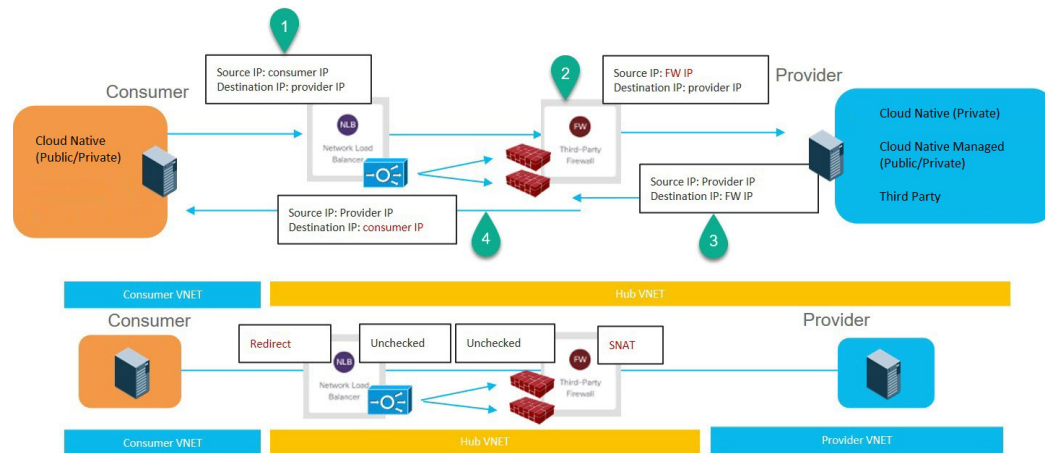 1
Source IP: consumer IP
Destination IP: provider IP
2
Source IP: FW IP
Destination IP: provider IP
Consumer
Provider
Cloud Native
(Public/Private)
NLB
Network Load
Balancer
FW
Third-Party
Firewall
Cloud Native (Private)
Cloud Native Managed
(Public/Private)
Third Party
Source IP: Provider IP
Destination IP: FW IP
3
Source IP: Provider IP
Destination IP: consumer IP
4
Consumer VNET
Hub VNET
Consumer
Provider
Redirect
Unchecked
Unchecked
SNAT
NLB
Network Load
Balancer
FW
Third-Party
Firewall
Consumer VNET
Hub VNET
Provider VNET